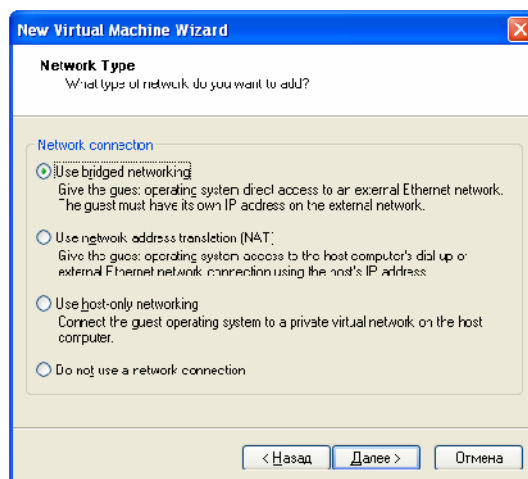 New Virtual Machine Wizard
Network Type
What type of network do you want to add?
Network connection
Use bridged networking
Give the guest operating system direct access to an external Ethernet network.
The guest must have its own IP address on the external network.
Use network address translation (NAT)
Give the guest operating system access to the host computer's dial up or
external Ethernet network connection using the host's IP address
Use host-only networking
Connect the guest operating system to a private virtual network on the host
computer.
Do not use a network connection
< Назад
Далее >
Отмена